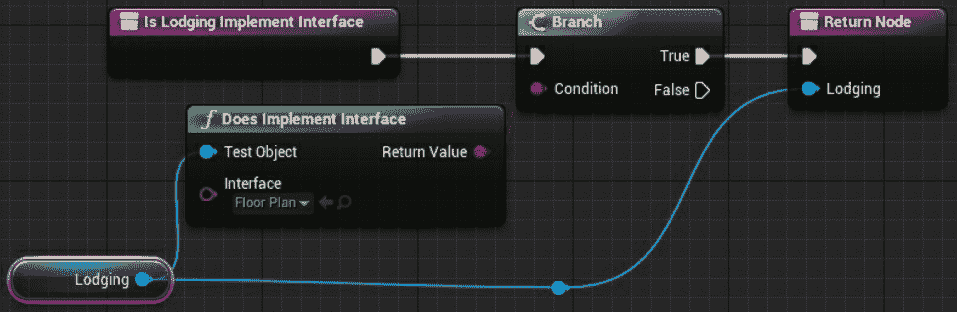 Is Lodging Implement Interface
Branch
True
Condition
False
Return Node
Lodging
f Does Implement Interface
Test Object
Return Value
Interface
Floor Plan
Lodging